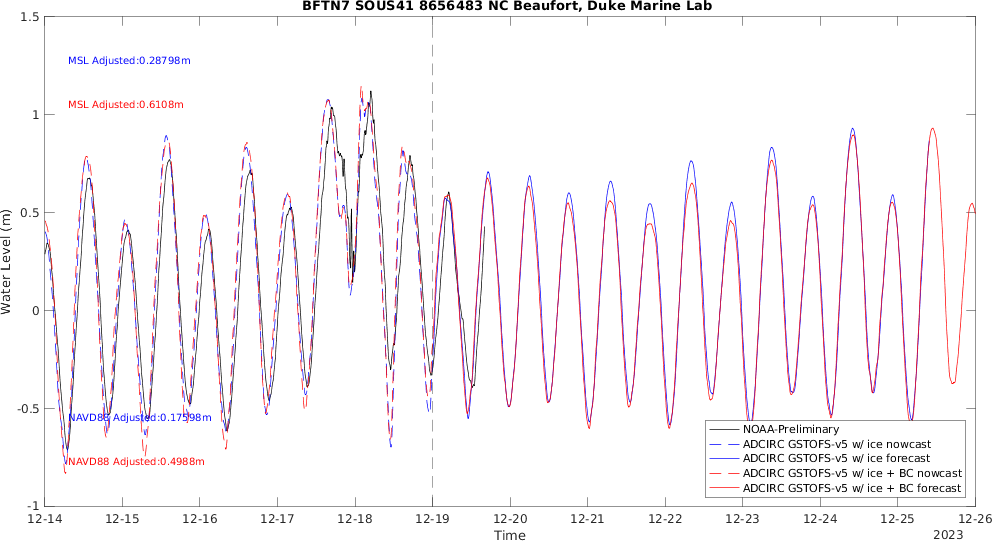 BFTN7 SOUS41 8656483 NC Beaufort, Duke Marine Lab
1.5
1
0.5
0
-0.5
-1
Water Level (m)
MSL Adjusted:0.28798m
MSL Adjusted:0.6108m
NAVD88 Adjusted:0.17598m
NAVD88 Adjusted:0.4988m
NOAA-Preliminary
ADCIRC GSTOFS-v5 w/ ice nowcast
ADCIRC GSTOFS-v5 w/ ice forecast
ADCIRC GSTOFS-v5 w/ ice + BC nowcast
ADCIRC GSTOFS-v5 w/ ice + BC forecast
12-14 12-15 12-16 12-17 12-18 12-19 12-20 12-21 12-22 12-23 12-24 12-25 12-26
Time
2023